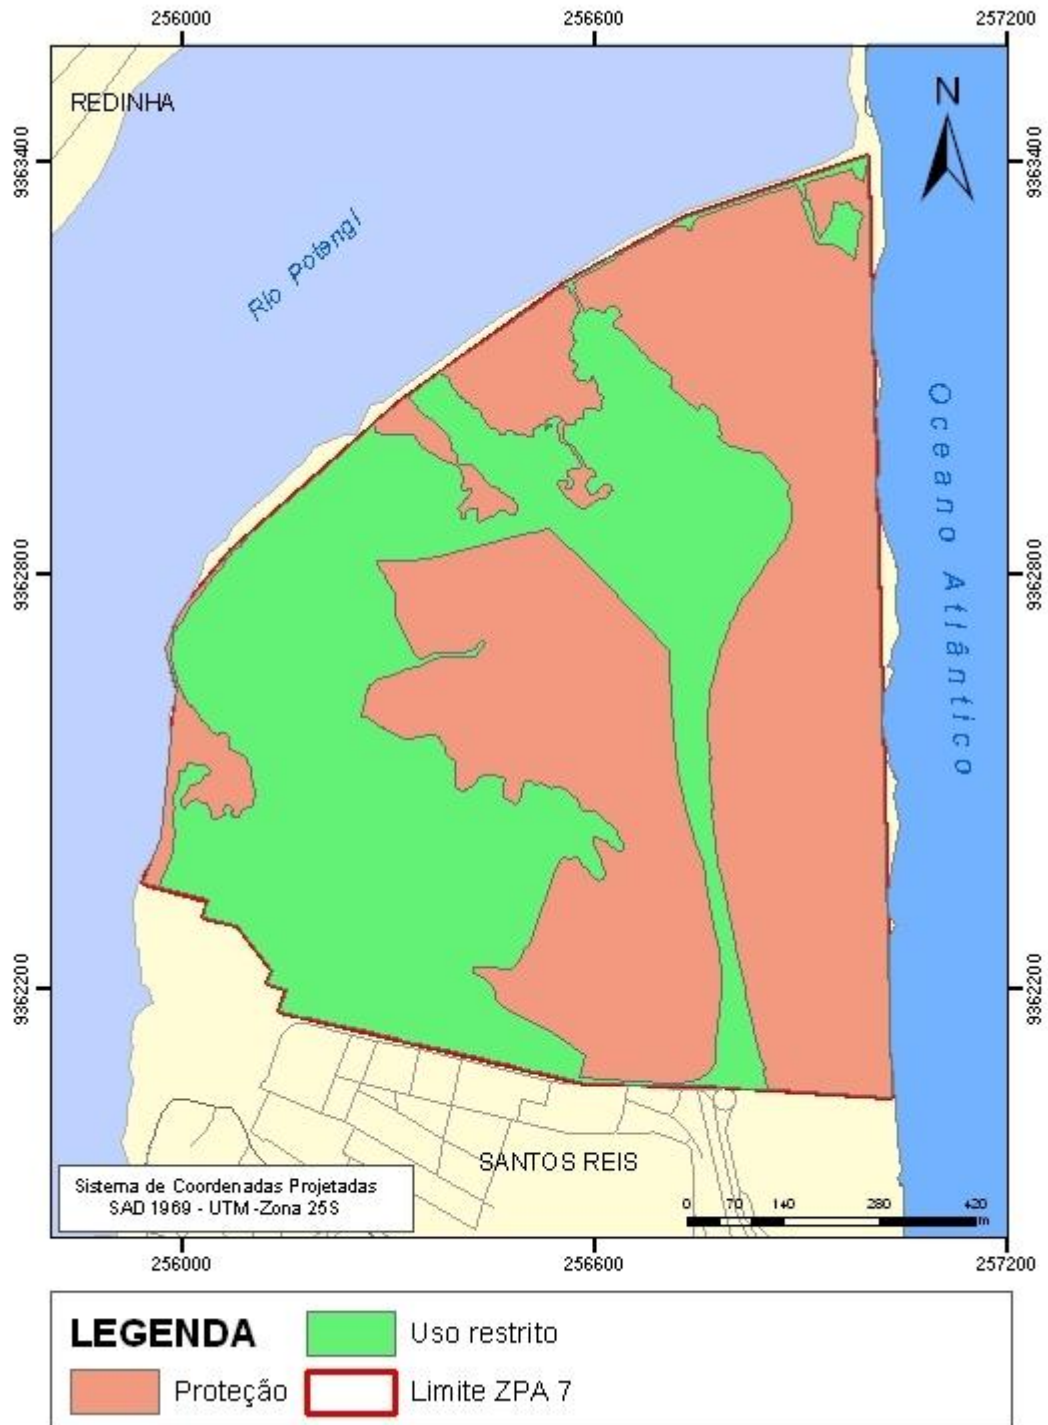 256000
256600
257200
REDINHA
N
9363400
9363400
Rio Potengi
Oceano Atlântico
9362800
9362800
9362200
9362200
SANTOS REIS
Sistema de Coordenadas Projetadas
SAD 1969 - UTM -Zona 25S
0 70 140 280 420
m
256000
256600
257200
LEGENDA
Uso restrito
Proteção
Limite ZPA 7